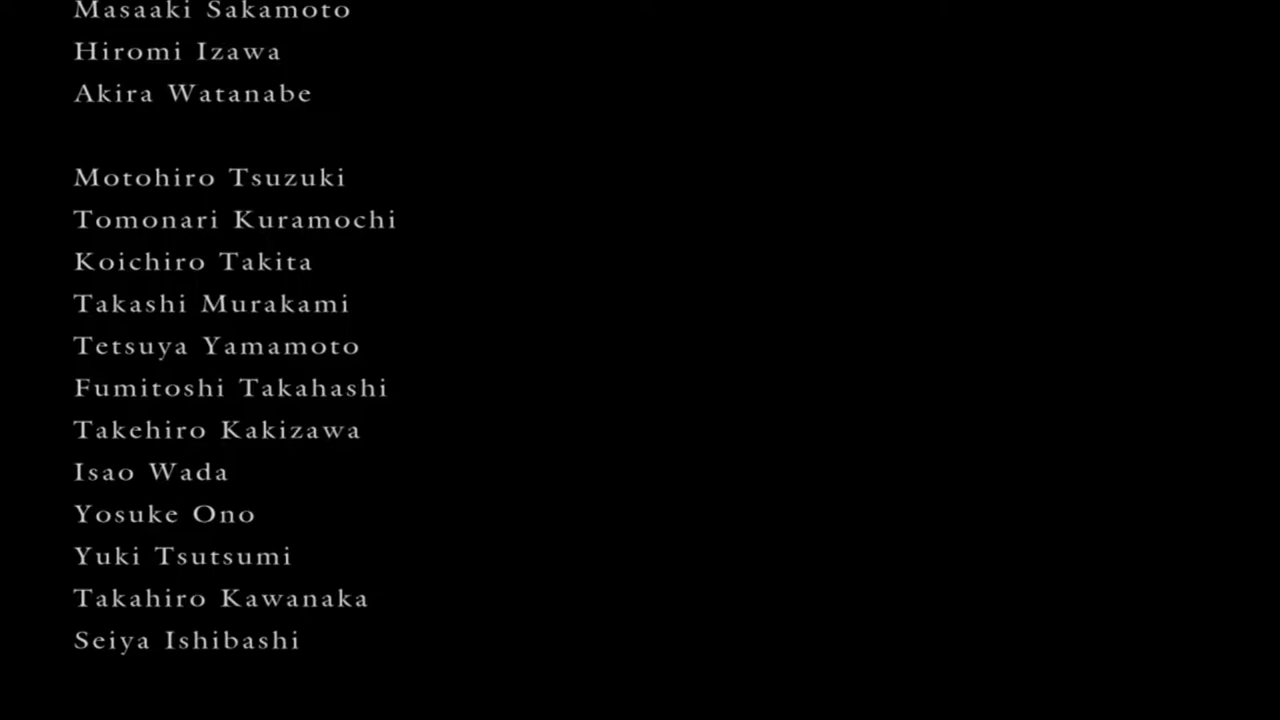 Masaaki Sakamoto
Hiromi Izawa
Akira Watanabe
Motohiro Tsuzuki
Tomonari Kuramochi
Koichiro Takita
Takashi Murakami
Tetsuya Yamamoto
Fumitoshi Takahashi
Takehiro Kakizawa
Isao Wada
Yosuke Ono
Yuki Tsutsumi
Takahiro Kawanaka
Seiya Ishibashi